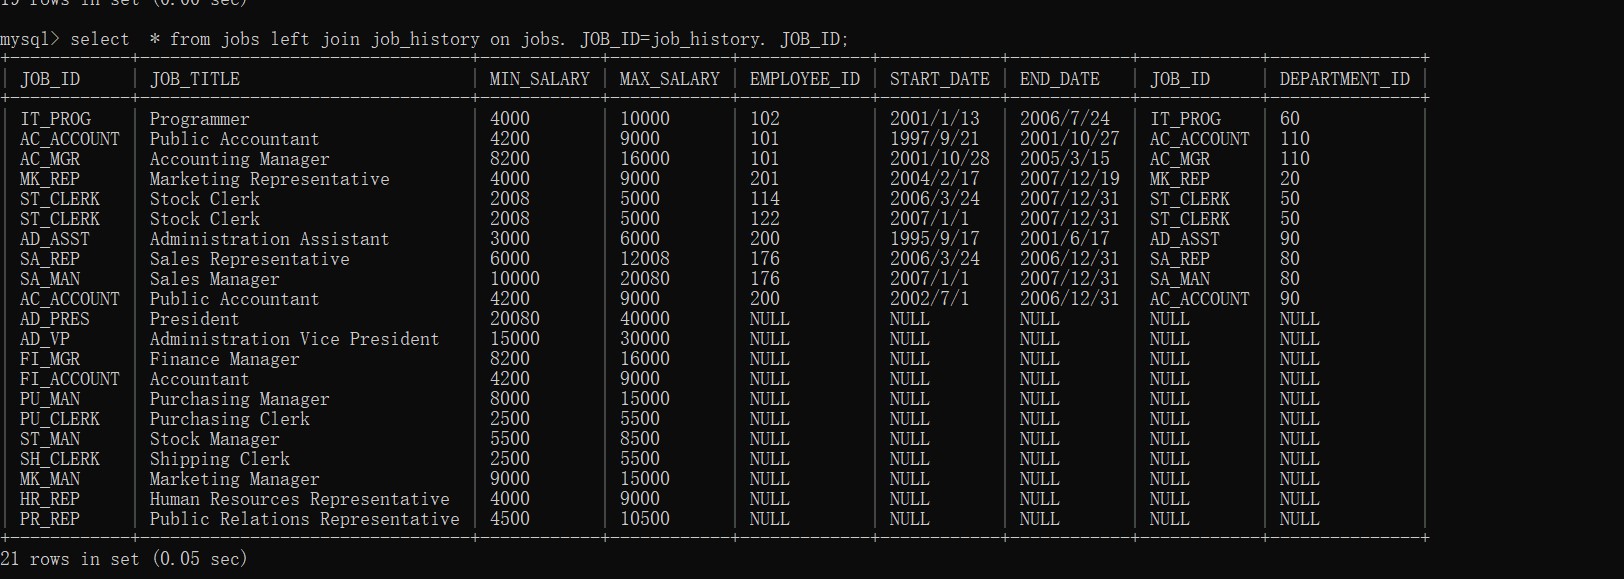 19 rows in set (0.00 sec)
mysql> select  * from jobs left join job_history on jobs. JOB_ID=job_history. JOB_ID;
| JOB_ID | JOB_TITLE | MIN_SALARY | MAX_SALARY | EMPLOYEE_ID | START_DATE | END_DATE | JOB_ID | DEPARTMENT_ID |
| IT_PROG | Programmer | 4000 | 10000 | 102 | 2001/1/13 | 2006/7/24 | IT_PROG | 60 |
| AC_ACCOUNT | Public Accountant | 4200 | 9000 | 101 | 1997/9/21 | 2001/10/27 | AC_ACCOUNT | 110 |
| AC_MGR | Accounting Manager | 8200 | 16000 | 101 | 2001/10/28 | 2005/3/15 | AC_MGR | 110 |
| MK_REP | Marketing Representative | 4000 | 9000 | 201 | 2004/2/17 | 2007/12/19 | MK_REP | 20 |
| ST_CLERK | Stock Clerk | 2008 | 5000 | 114 | 2006/3/24 | 2007/12/31 | ST_CLERK | 50 |
| ST_CLERK | Stock Clerk | 2008 | 5000 | 122 | 2007/1/1 | 2007/12/31 | ST_CLERK | 50 |
| AD_ASST | Administration Assistant | 3000 | 6000 | 200 | 1995/9/17 | 2001/6/17 | AD_ASST | 90 |
| SA_REP | Sales Representative | 6000 | 12008 | 176 | 2006/3/24 | 2006/12/31 | SA_REP | 80 |
| SA_MAN | Sales Manager | 10000 | 20080 | 176 | 2007/1/1 | 2007/12/31 | SA_MAN | 80 |
| AC_ACCOUNT | Public Accountant | 4200 | 9000 | 200 | 2002/7/1 | 2006/12/31 | AC_ACCOUNT | 90 |
| AD_PRES | President | 20080 | 40000 | NULL | NULL | NULL | NULL | NULL |
| AD_VP | Administration Vice President | 15000 | 30000 | NULL | NULL | NULL | NULL | NULL |
| FI_MGR | Finance Manager | 8200 | 16000 | NULL | NULL | NULL | NULL | NULL |
| FI_ACCOUNT | Accountant | 4200 | 9000 | NULL | NULL | NULL | NULL | NULL |
| PU_MAN | Purchasing Manager | 8000 | 15000 | NULL | NULL | NULL | NULL | NULL |
| PU_CLERK | Purchasing Clerk | 2500 | 5500 | NULL | NULL | NULL | NULL | NULL |
| ST_MAN | Stock Manager | 5500 | 8500 | NULL | NULL | NULL | NULL | NULL |
| SH_CLERK | Shipping Clerk | 2500 | 5500 | NULL | NULL | NULL | NULL | NULL |
| MK_MAN | Marketing Manager | 9000 | 15000 | NULL | NULL | NULL | NULL | NULL |
| HR_REP | Human Resources Representative | 4000 | 9000 | NULL | NULL | NULL | NULL | NULL |
| PR_REP | Public Relations Representative | 4500 | 10500 | NULL | NULL | NULL | NULL | NULL |
21 rows in set (0.05 sec)